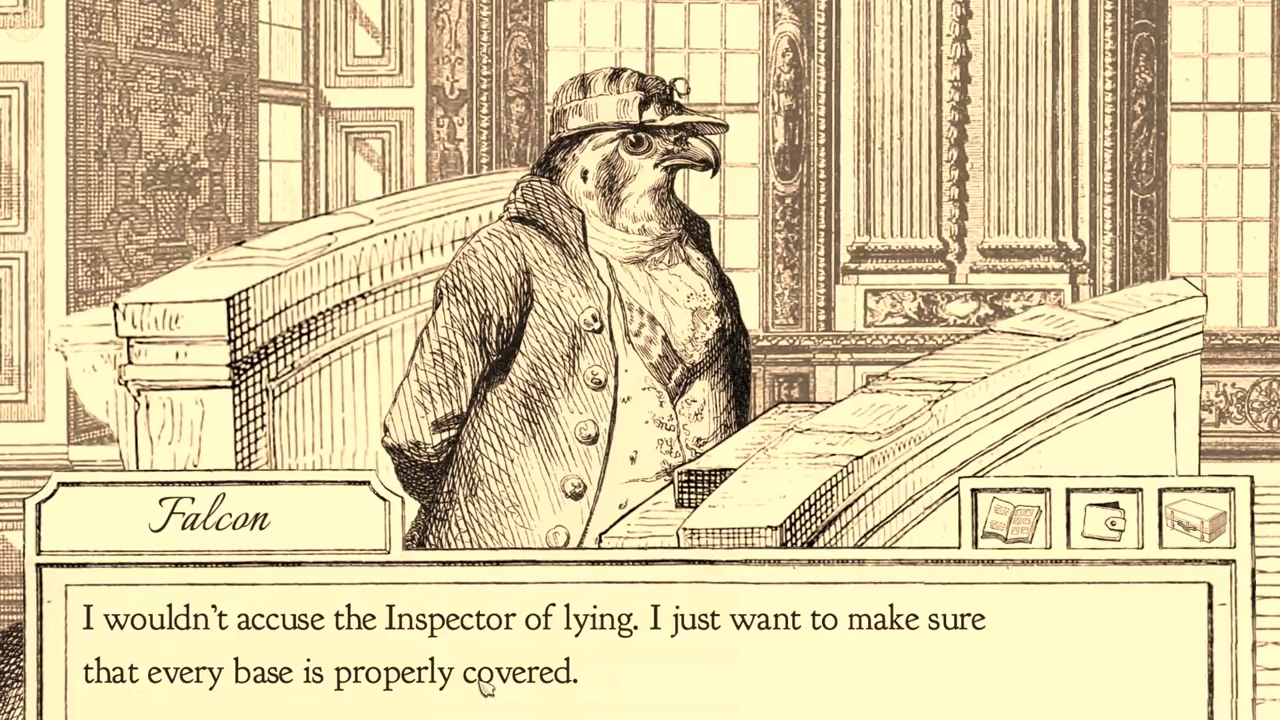 Falcon
I wouldn't accuse the Inspector of lying. I just want to make sure
that every base is properly covered.